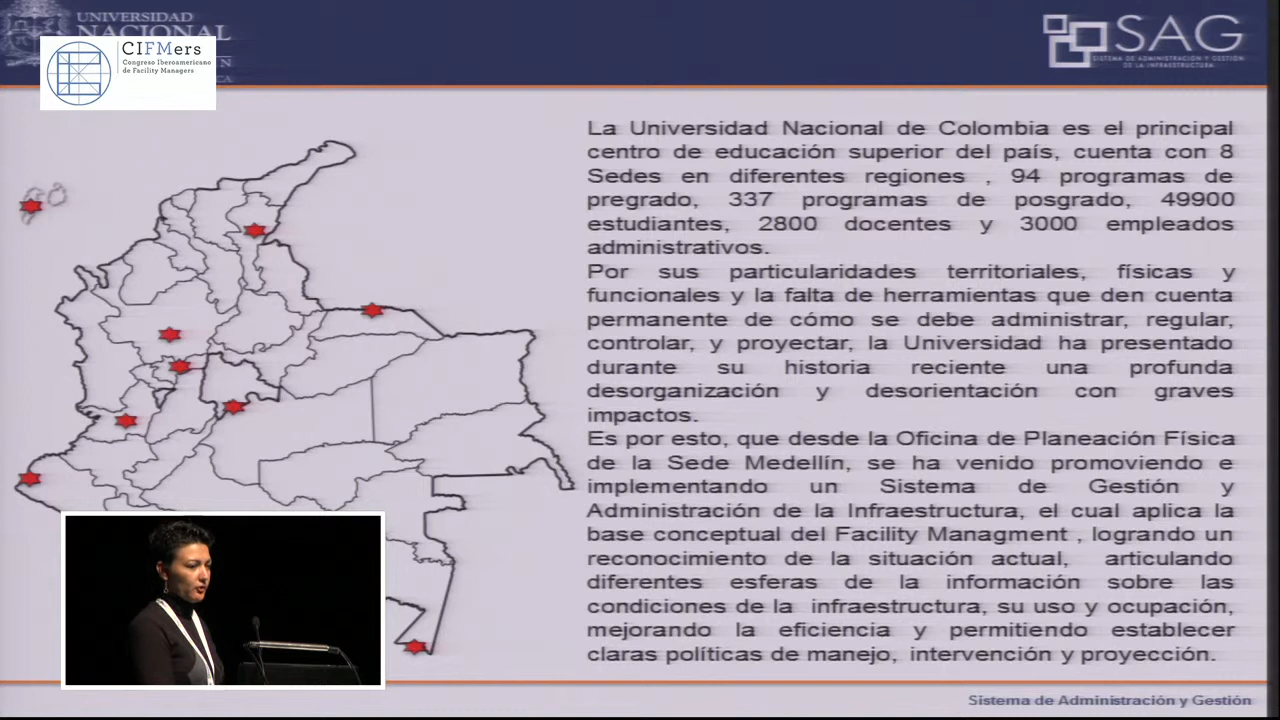 UNIVERSIDAD
NACIONAL
CIFMers
Congreso Iberoamericano
de Facility Managers
SAG
SISTEMA DE ADMINISTRACIÓN Y GESTIÓN
DE LA INFRAESTRUCTURA
La Universidad Nacional de Colombia es el principal
centro de educación superior del país, cuenta con 8
Sedes en diferentes regiones , 94 programas de
pregrado, 337 programas de posgrado, 49900
estudiantes, 2800 docentes y 3000 empleados
administrativos.
Por sus particularidades territoriales, físicas y
funcionales y la falta de herramientas que den cuenta
permanente de cómo se debe administrar, regular,
controlar, y proyectar, la Universidad ha presentado
durante su historia reciente una profunda
desorganización y desorientación con graves
impactos.
Es por esto, que desde la Oficina de Planeación Física
de la Sede Medellín, se ha venido promoviendo e
implementando un Sistema de Gestión y
Administración de la Infraestructura, el cual aplica la
base conceptual del Facility Managment , logrando un
reconocimiento de la situación actual, articulando
diferentes esferas de la información sobre las
condiciones de la infraestructura, su uso y ocupación,
mejorando la eficiencia y permitiendo establecer
claras políticas de manejo, intervención y proyección.
Sistema de Administración y Gestión